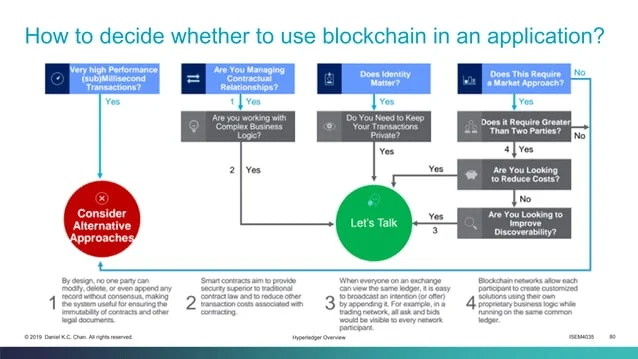 How to decide whether to use blockchain in an application?
Very high Performance
(sub)Millisecond
Transactions?
Are You Managing
Contractual
Relationships?
Does Identity
Matter?
Does This Require
a Market Approach?
No
Yes
1 Yes
Yes
Yes
Are you working with
Complex Business
Logic?
Do You Need to Keep
Your Transactions
Private?
Does it Require Greater
Than Two Parties?
No
Yes
4 Yes
2 Yes
Yes
Are You Looking
to Reduce Costs?
No
Consider
Alternative
Approaches
Let's Talk
Yes
3
Are You Looking to
Improve
Discoverability?
1
By design, no one party can
modify, delete, or even append any
record without consensus, making
the system useful for ensuring the
immutability of contracts and other
legal documents.
2
Smart contracts aim to provide
security superior to traditional
contract law and to reduce other
transaction costs associated with
contracting.
3
When everyone on an exchange
can view the same ledger, it is easy
to broadcast an intention (or offer)
by appending it. For example, in a
trading network, all ask and bids
would be visible to every network
participant.
4
Blockchain networks allow each
participant to create customized
solutions using their own
proprietary business logic while
running on the same common
ledger.
© 2019 Daniel K.C. Chan. All rights reserved.
Hyperledger Overview
ISEM4035
80